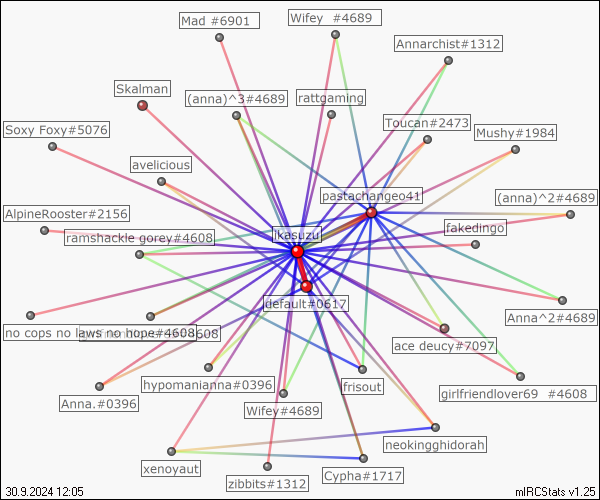 Mad #6901
Wifey  #4689
Annarchist#1312
Skalman
(anna)^3#4689
rattgaming
Toucan#2473
Soxy Foxy#5076
Mushy#1984
avelicious
pastachangeo41
(anna)^2#4689
AlpineRooster#2156
ramshackle gorey#4608
ikasuzu
fakedingo
default#0617
Anna^2#4689
no cops no laws no hope#4608
ace deucy#7097
hypomanianna#0396
frisout
girlfriendlover69  #4608
Anna.#0396
Wifey#4689
neokingghidorah
xenoyaut
zibbits#1312
Cypha#1717
30.9.2024 12:05
mIRCStats v1.25